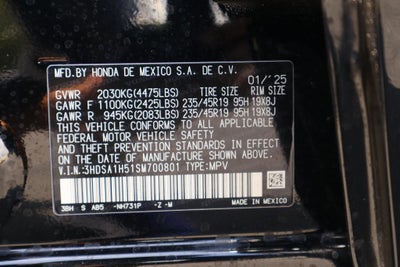 MFD.BY HONDA DE MEXICO S.A. DE C.V.
01/'25
GVWR 2030KG(4475LBS) TIRE SIZE RIM SIZE
GAWR F 1100KG(2425LBS) 235/45R19 95H 19X8J
GAWR R 945KG(2083LBS) 235/45R19 95H 19X8J
THIS VEHICLE CONFORMS TO ALL APPLICABLE
FEDERAL MOTOR VEHICLE SAFETY
AND THEFT PREVENTION STANDARDS IN EFFECT
ON THE DATE OF MANUFACTURE SHOWN ABOVE.
V.I.N.:3HDSA1H51SM700801 TYPE:MPV
3BH S AB5 -NH731P -Z -M MADE IN MEXICO